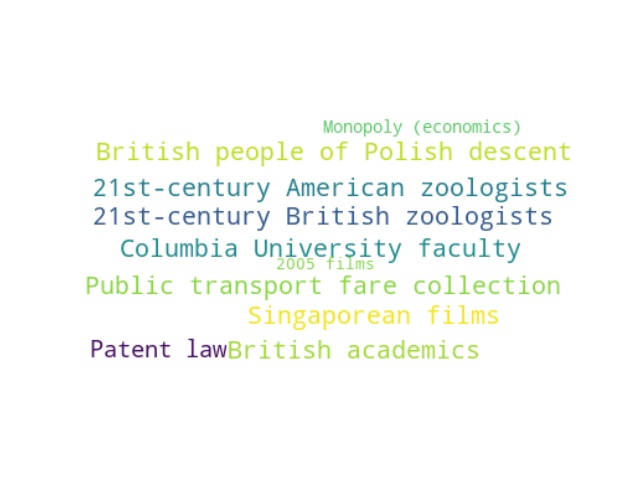 Monopoly (economics)
British people of Polish descent
21st-century American zoologists
21st-century British zoologists
Columbia University faculty
2005 films
Public transport fare collection
Singaporean films
Patent law British academics